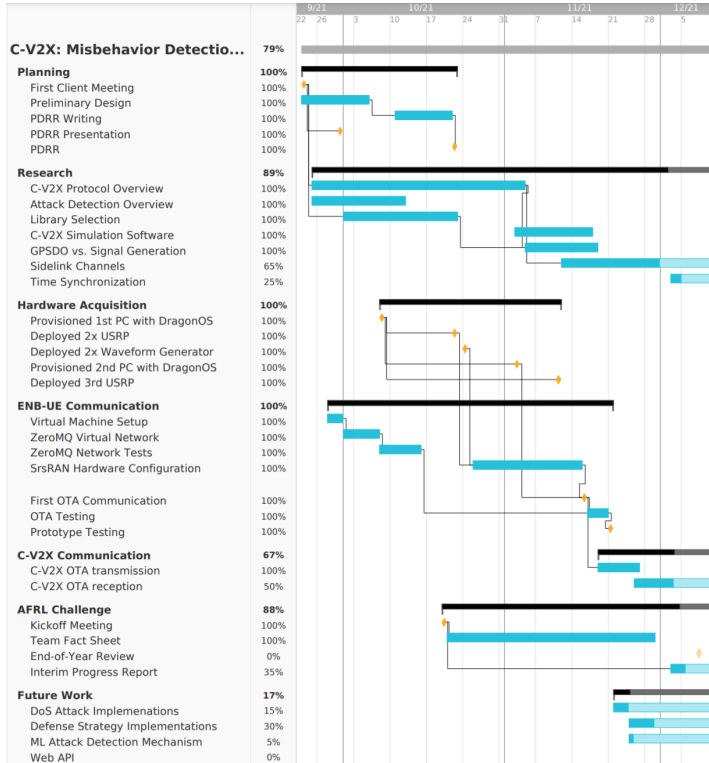 9/21 10/21 11/21 12/21
22 26 3 10 17 24 31 7 14 21 28 5
C-V2X: Misbehavior Detectio... 79%
Planning 100%
First Client Meeting 100%
Preliminary Design 100%
PDRR Writing 100%
PDRR Presentation 100%
PDRR 100%
Research 89%
C-V2X Protocol Overview 100%
Attack Detection Overview 100%
Library Selection 100%
C-V2X Simulation Software 100%
GPSDO vs. Signal Generation 100%
Sidelink Channels 65%
Time Synchronization 25%
Hardware Acquisition 100%
Provisioned 1st PC with DragonOS 100%
Deployed 2x USRP 100%
Deployed 2x Waveform Generator 100%
Provisioned 2nd PC with DragonOS 100%
Deployed 3rd USRP 100%
ENB-UE Communication 100%
Virtual Machine Setup 100%
ZeroMQ Virtual Network 100%
ZeroMQ Network Tests 100%
SrsRAN Hardware Configuration 100%
First OTA Communication 100%
OTA Testing 100%
Prototype Testing 100%
C-V2X Communication 67%
C-V2X OTA transmission 100%
C-V2X OTA reception 50%
AFRL Challenge 88%
Kickoff Meeting 100%
Team Fact Sheet 100%
End-of-Year Review 0%
Interim Progress Report 35%
Future Work 17%
DoS Attack Implemenations 15%
Defense Strategy Implementations 30%
ML Attack Detection Mechanism 5%
Web API 0%